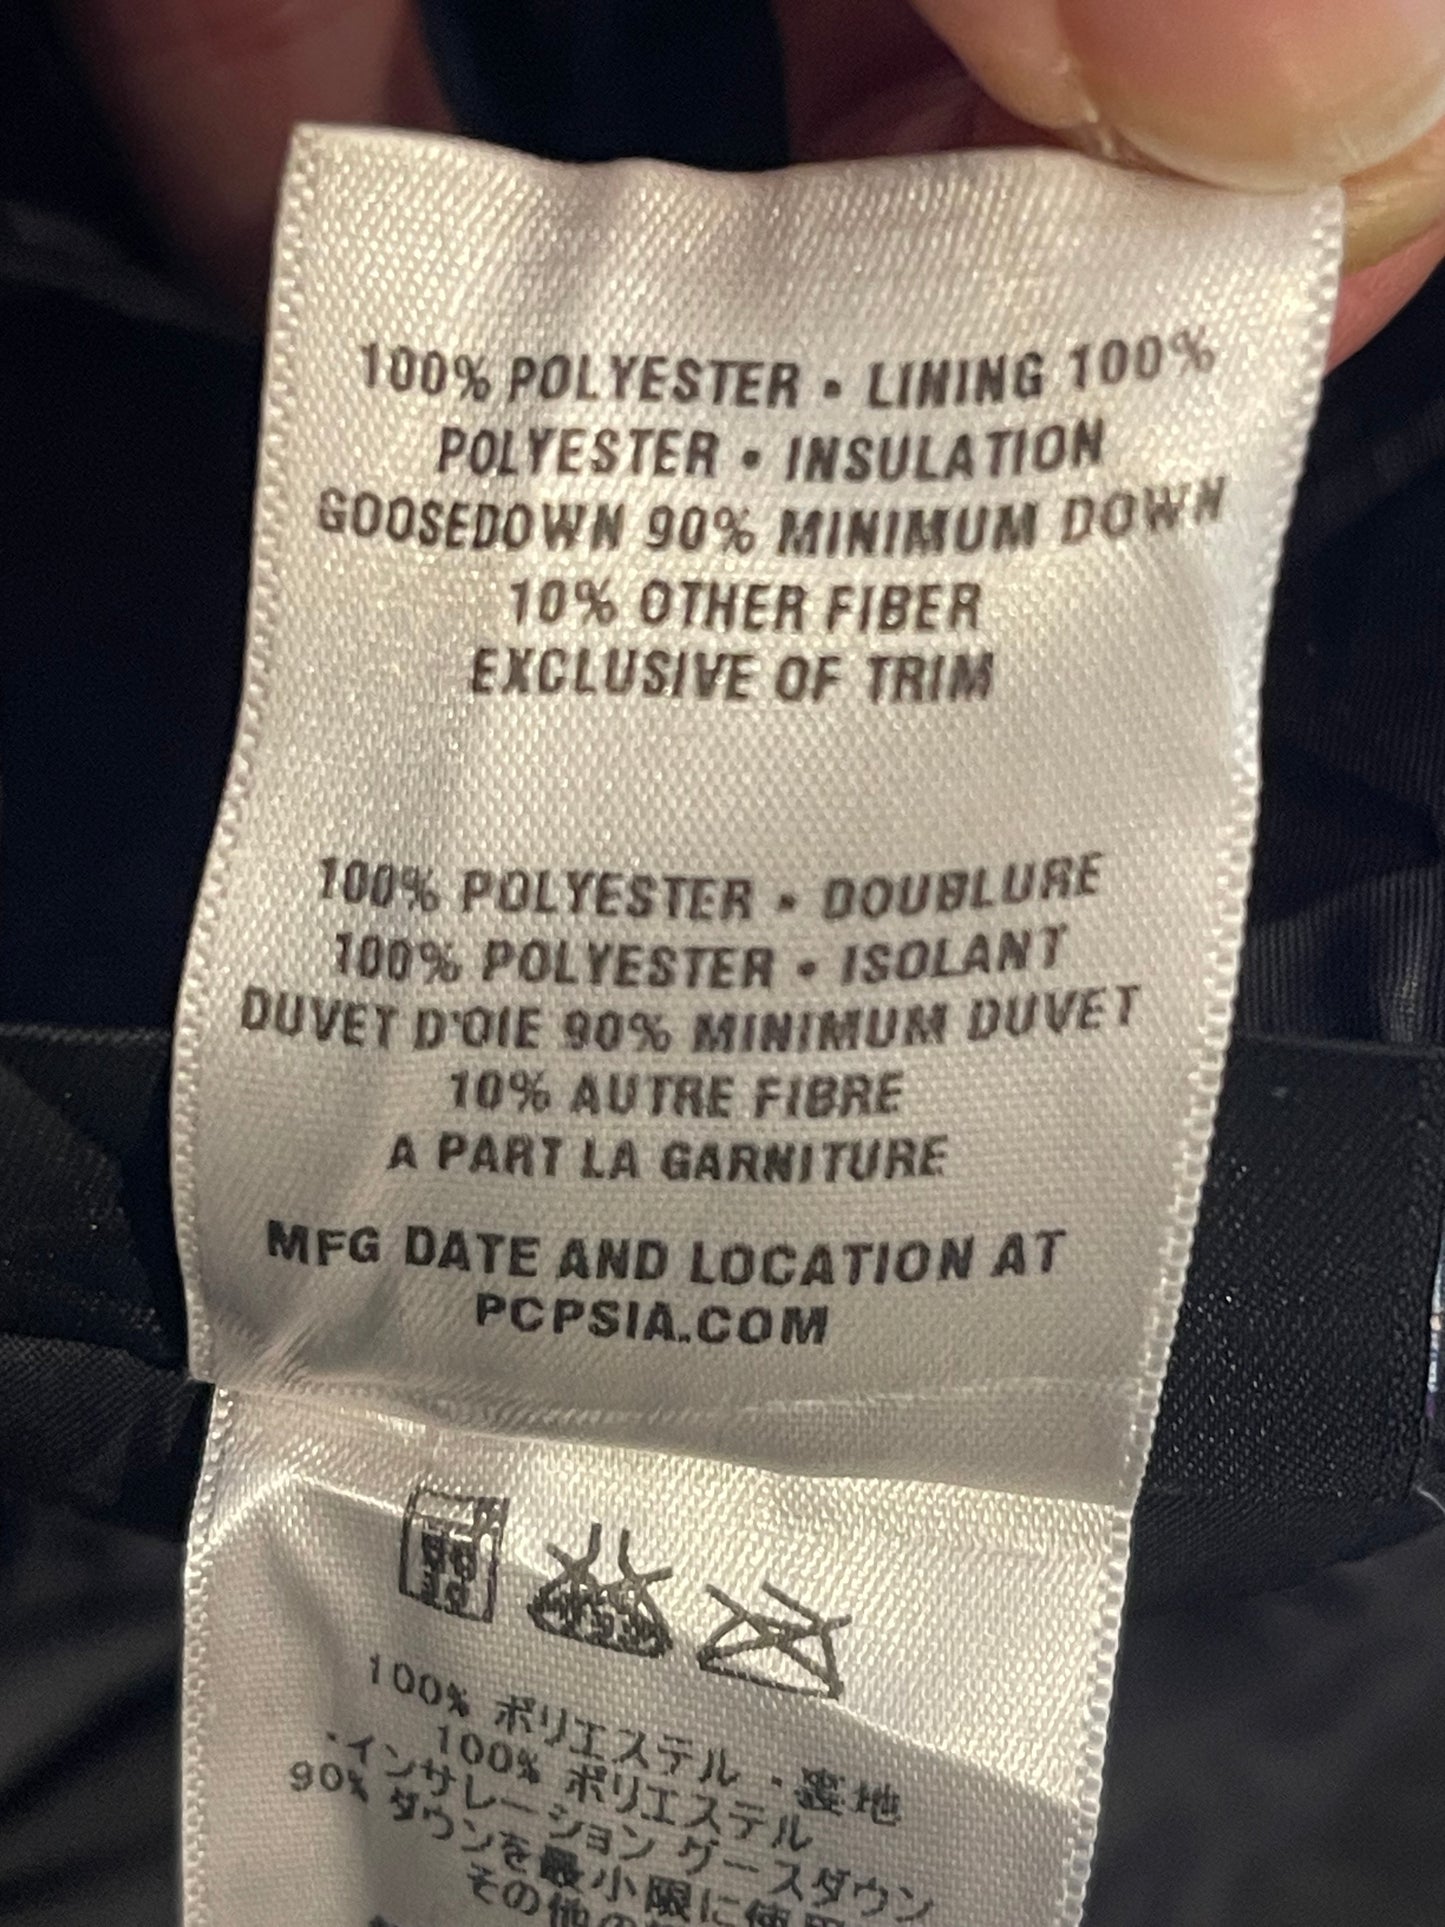 100% POLYESTER • LINING 100%
POLYESTER • INSULATION
GOOSEDOWN 90% MINIMUM DOWN
10% OTHER FIBER
EXCLUSIVE OF TRIM
100% POLYESTER • DOUBLURE
100% POLYESTER • ISOLANT
DUVET D'OIE 90% MINIMUM DUVET
10% AUTRE FIBRE
A PART LA GARNITURE
MFG DATE AND LOCATION AT
PCPSIA.COM
100% ポリエステル・裏地
100% ポリエステル
・インサレーション グースダウン
90% ダウンを最小限に使用
その他の